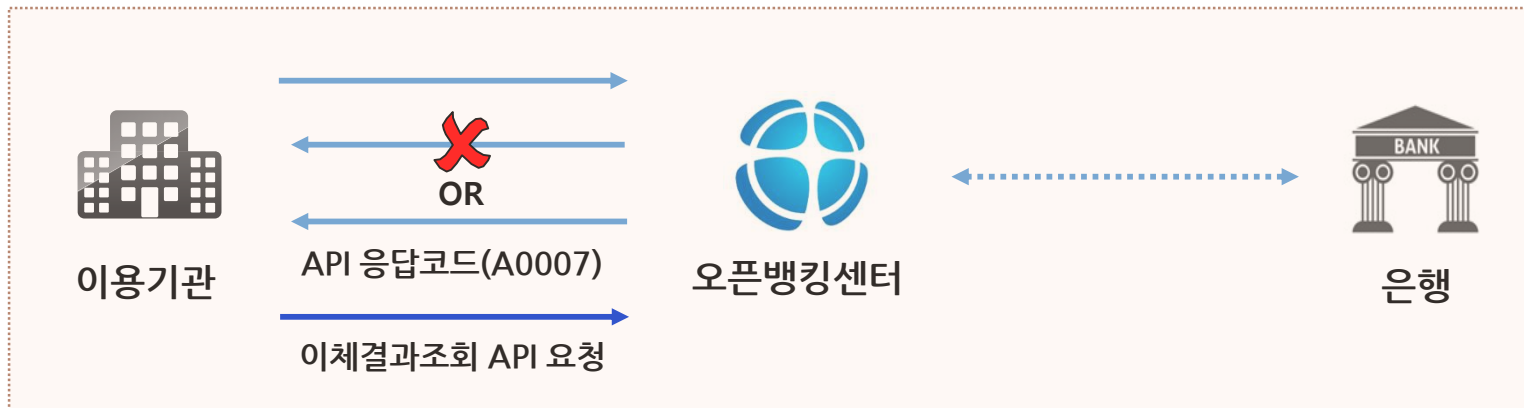 OR
API 응답코드(A0007)
이용기관
이체결과조회 API 요청
오픈뱅킹센터
BANK
은행